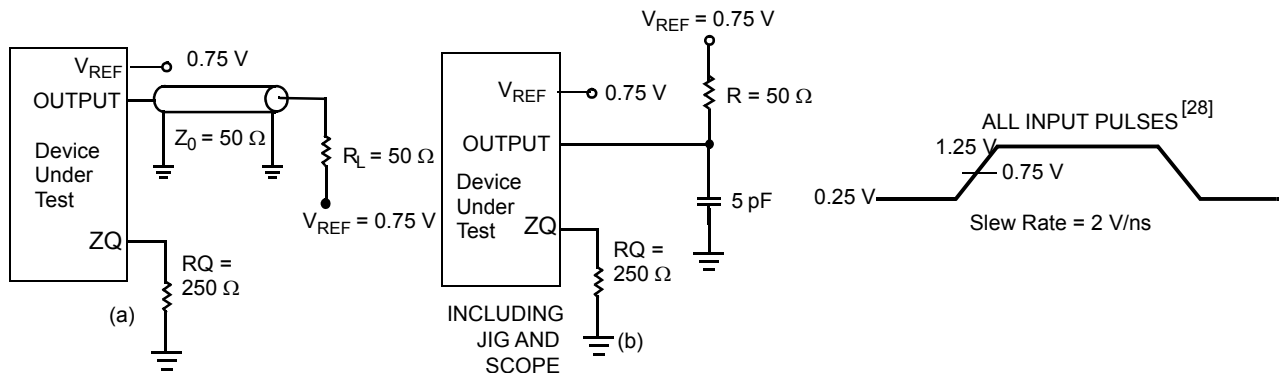 V_REF
0.75 V
OUTPUT
Device
Under
Test
Z_0 = 50 Ω
R_L = 50 Ω
V_REF = 0.75 V
ZQ
RQ =
250 Ω
(a)
V_REF = 0.75 V
R = 50 Ω
V_REF
0.75 V
OUTPUT
Device
Under
Test
5 pF
ZQ
RQ =
250 Ω
INCLUDING
JIG AND
SCOPE
(b)
ALL INPUT PULSES[28]
1.25 V
0.75 V
0.25 V
Slew Rate = 2 V/ns